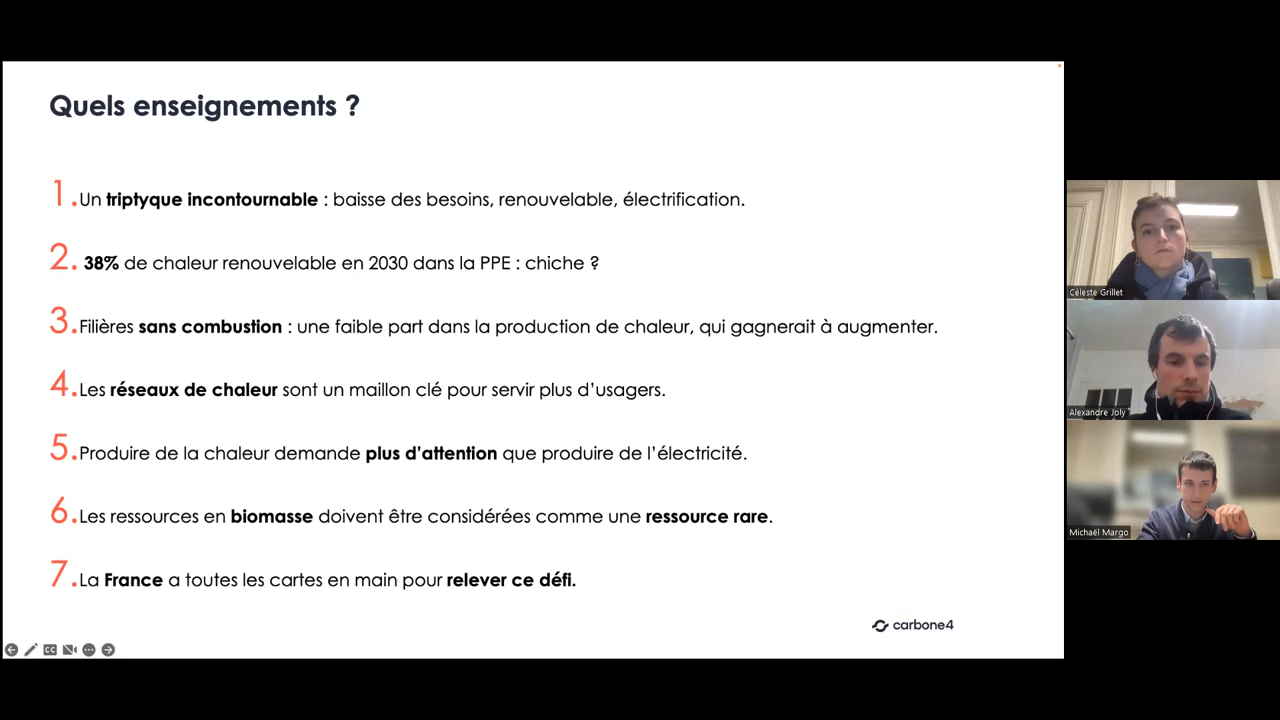 Quels enseignements ?
1. Un triptyque incontournable : baisse des besoins, renouvelable, électrification.
2. 38% de chaleur renouvelable en 2030 dans la PPE : chiche ?
3. Filières sans combustion : une faible part dans la production de chaleur, qui gagnerait à augmenter.
4. Les réseaux de chaleur sont un maillon clé pour servir plus d’usagers.
5. Produire de la chaleur demande plus d’attention que produire de l’électricité.
6. Les ressources en biomasse doivent être considérées comme une ressource rare.
7. La France a toutes les cartes en main pour relever ce défi.
carbone4
CC
Céleste Grillet
Alexandre Joly
Michaël Margo